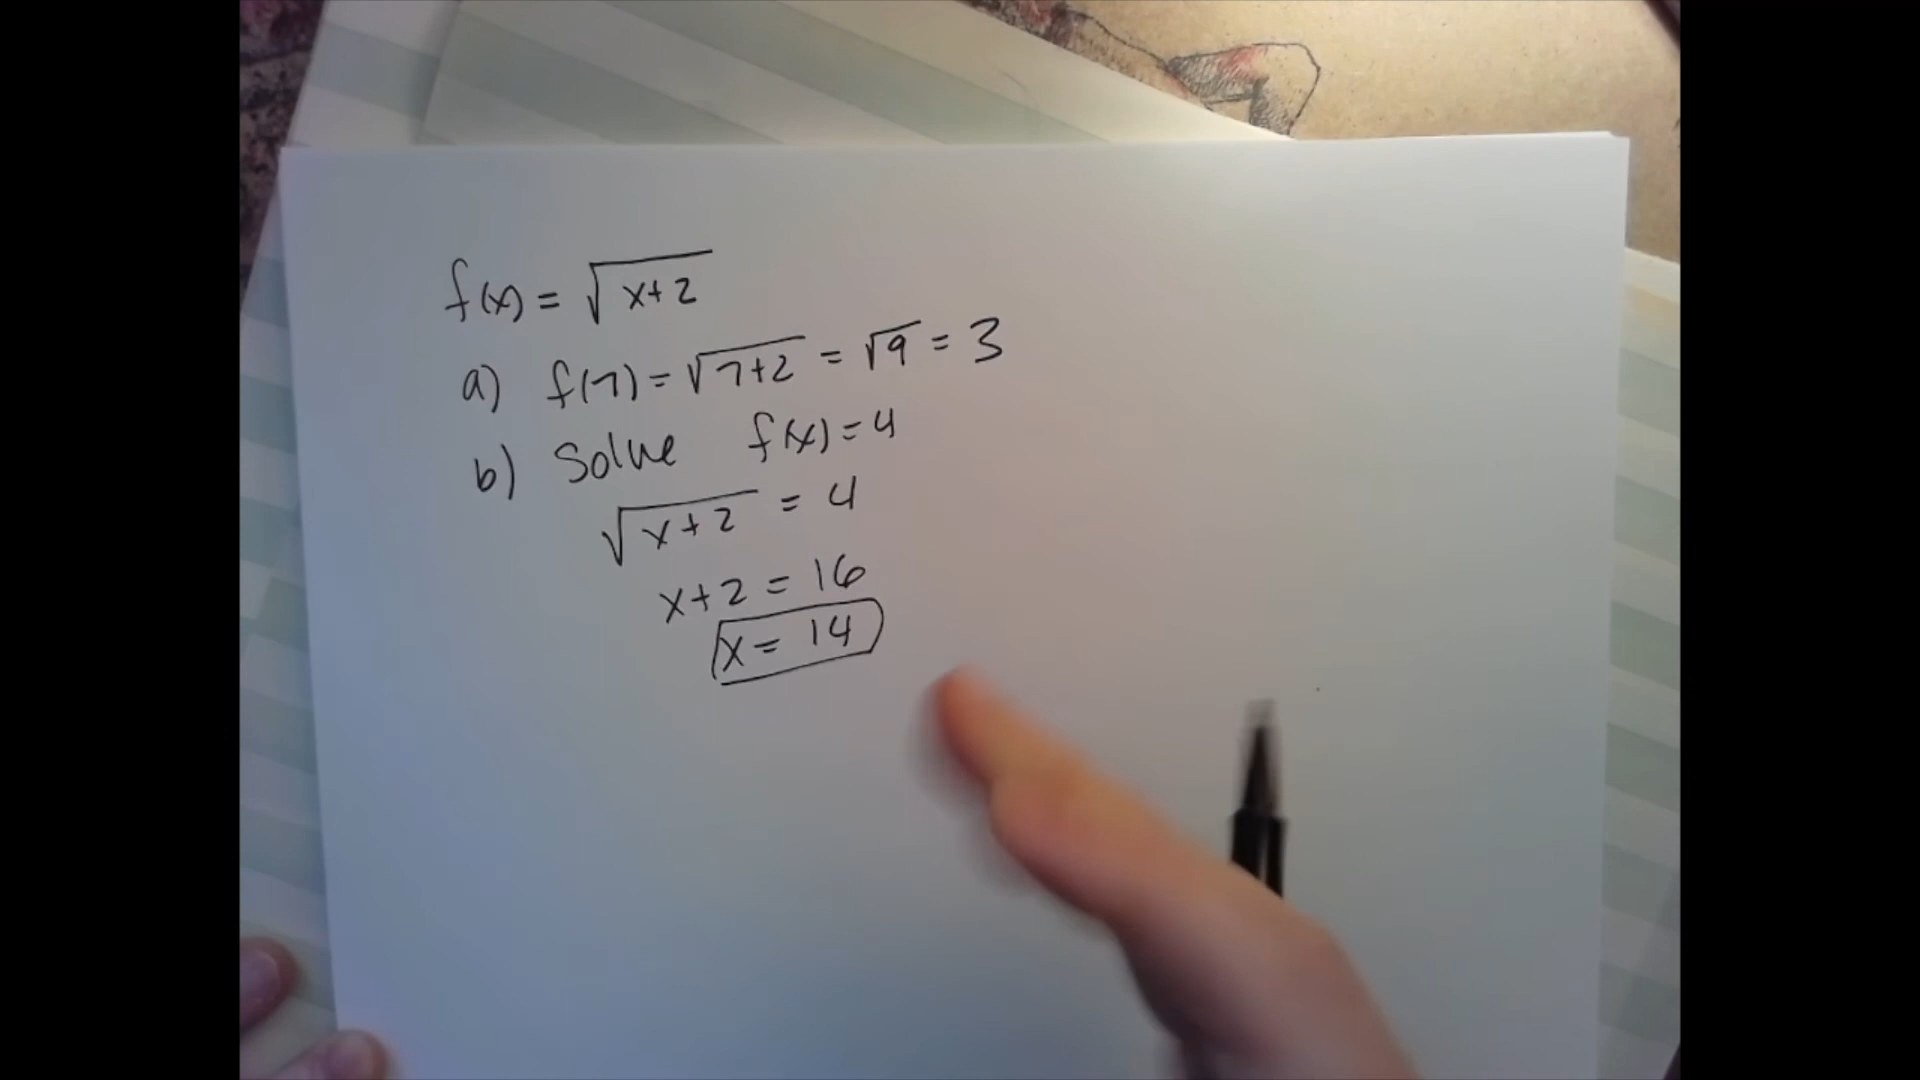 f(x) = √(x+2)
a) f(7) = √(7+2) = √9 = 3
b) Solve f(x) = 4
√(x+2) = 4
x+2 = 16
x = 14